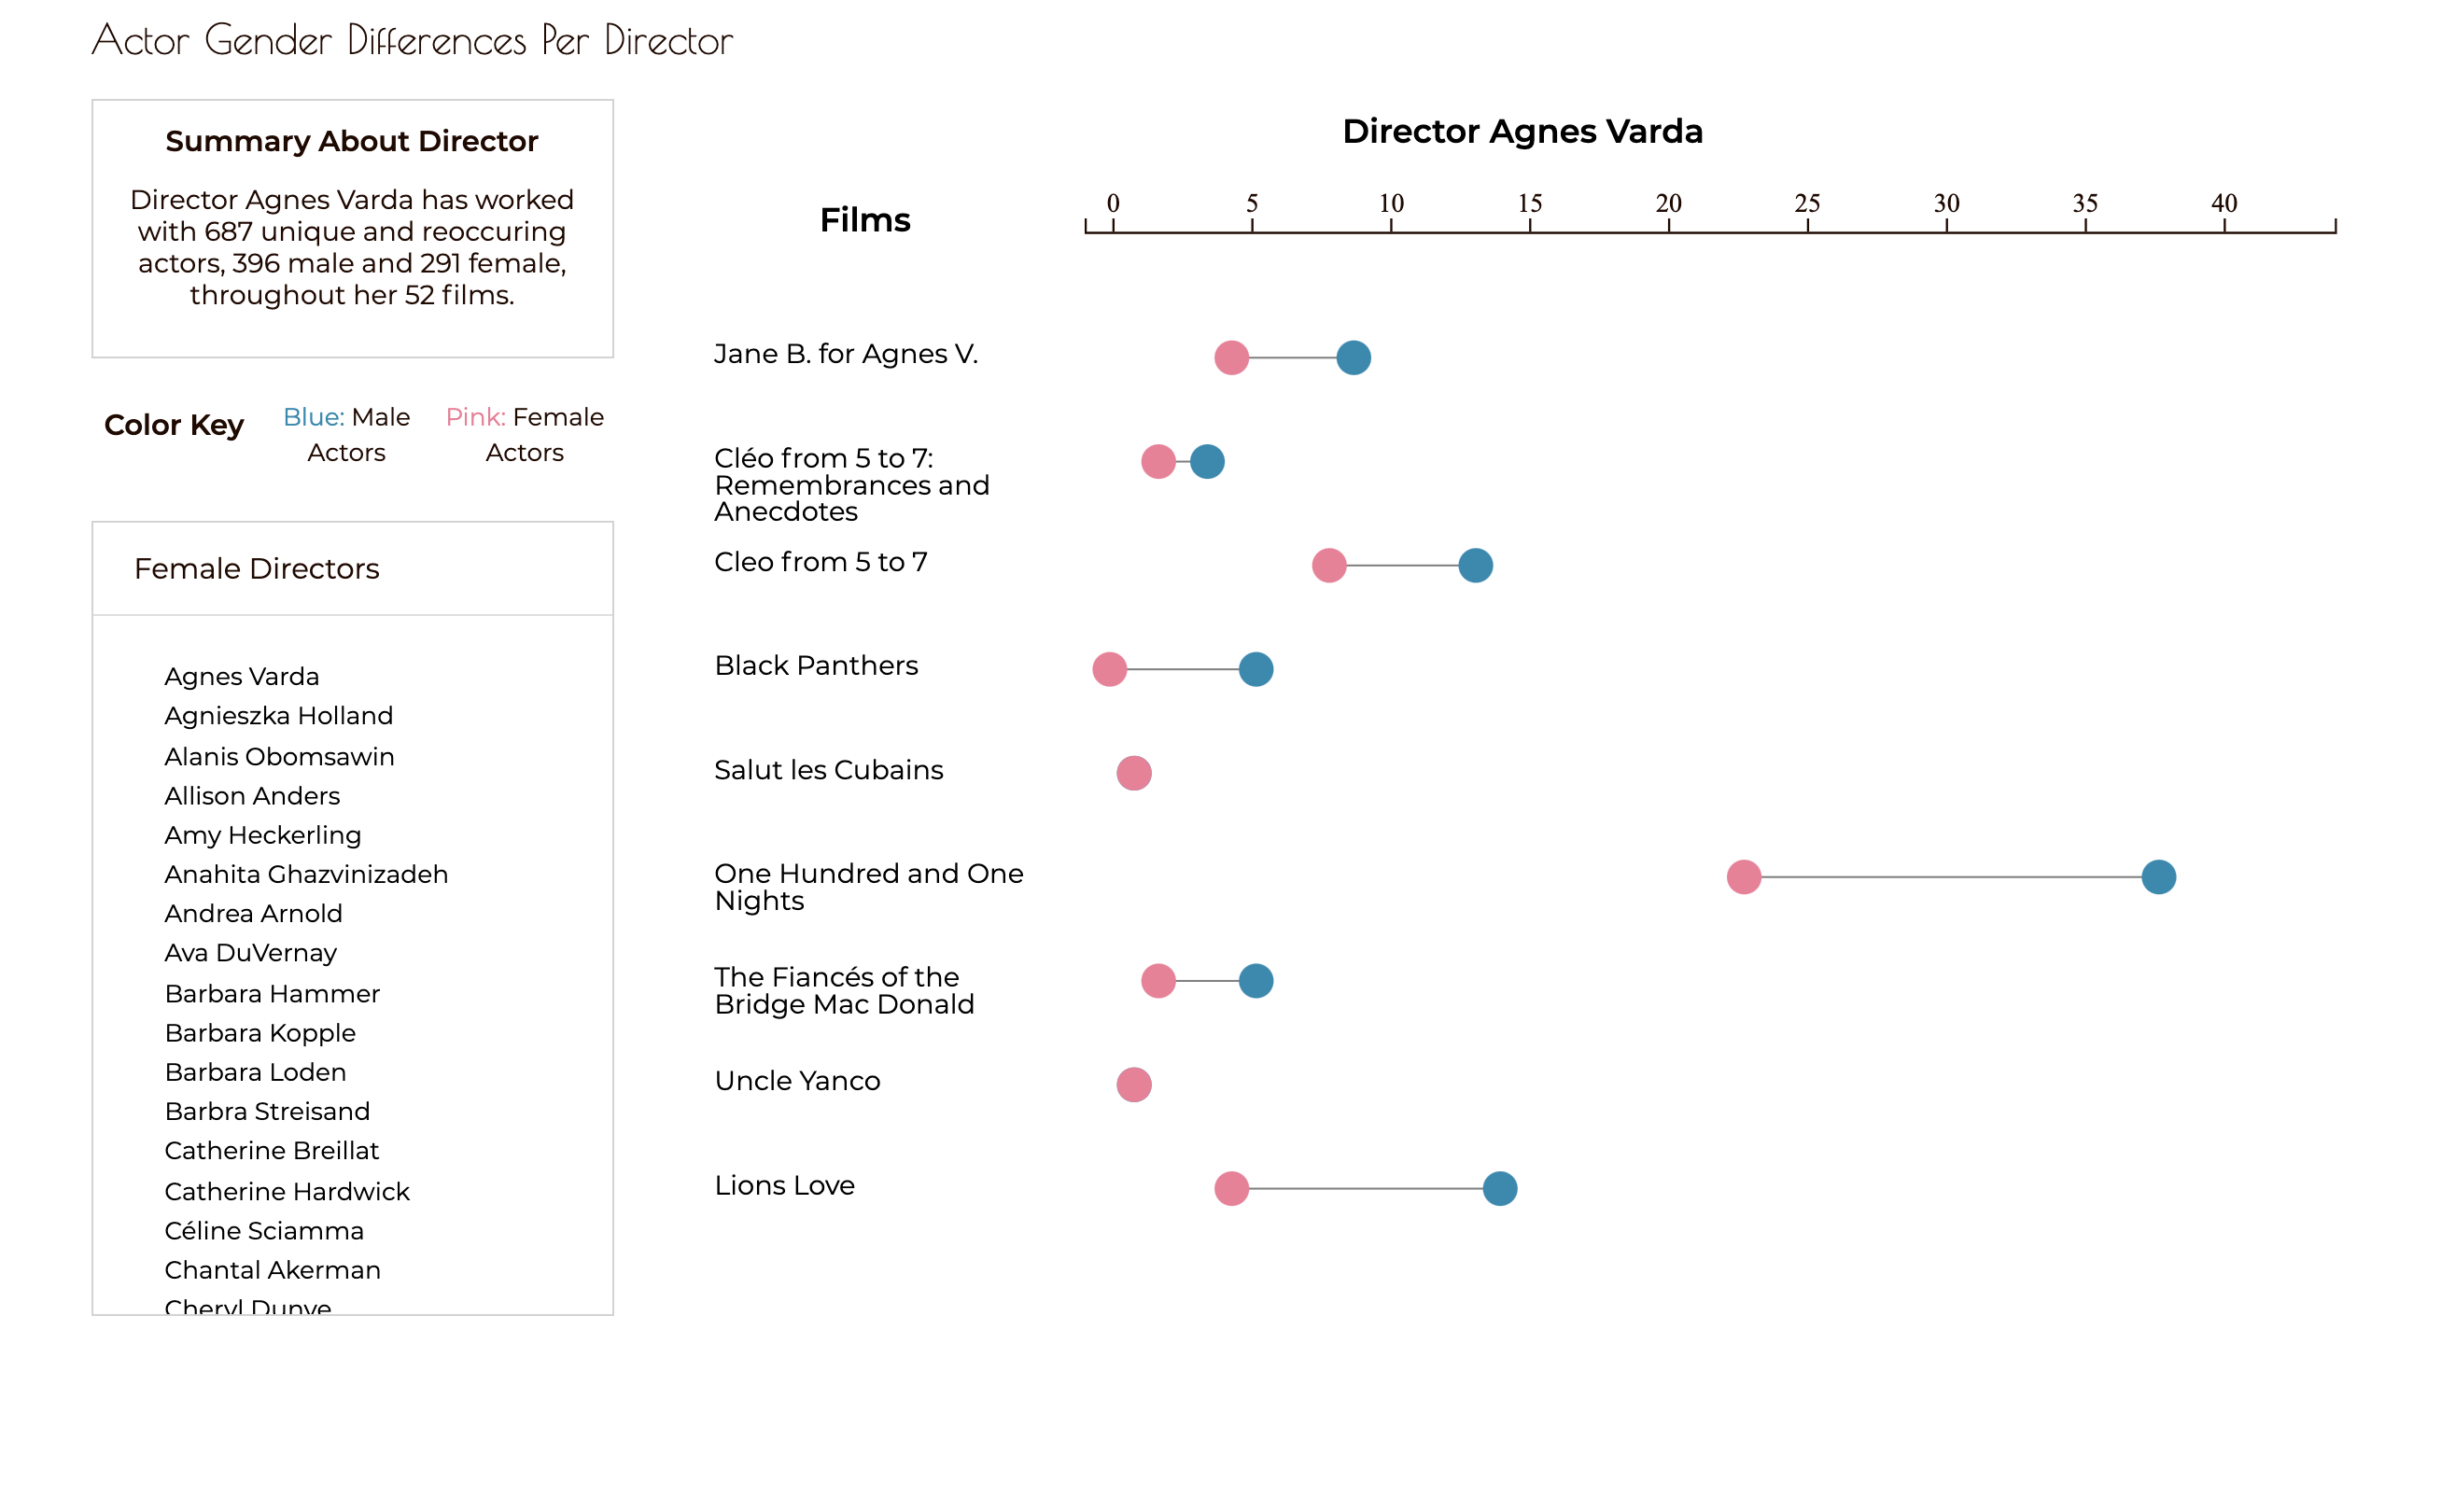 Actor Gender Differences Per Director
Summary About Director
Director Agnes Varda has worked
with 687 unique and reoccuring
actors, 396 male and 291 female,
throughout her 52 films.
Color Key
Blue: Male
Actors
Pink: Female
Actors
Female Directors
Agnes Varda
Agnieszka Holland
Alanis Obomsawin
Allison Anders
Amy Heckerling
Anahita Ghazvinizadeh
Andrea Arnold
Ava DuVernay
Barbara Hammer
Barbara Kopple
Barbara Loden
Barbra Streisand
Catherine Breillat
Catherine Hardwick
Céline Sciamma
Chantal Akerman
Cheryl Dunye
Director Agnes Varda
Films
0 5 10 15 20 25 30 35 40
Jane B. for Agnes V.
Cléo from 5 to 7:
Remembrances and
Anecdotes
Cleo from 5 to 7
Black Panthers
Salut les Cubains
One Hundred and One
Nights
The Fiancés of the
Bridge Mac Donald
Uncle Yanco
Lions Love